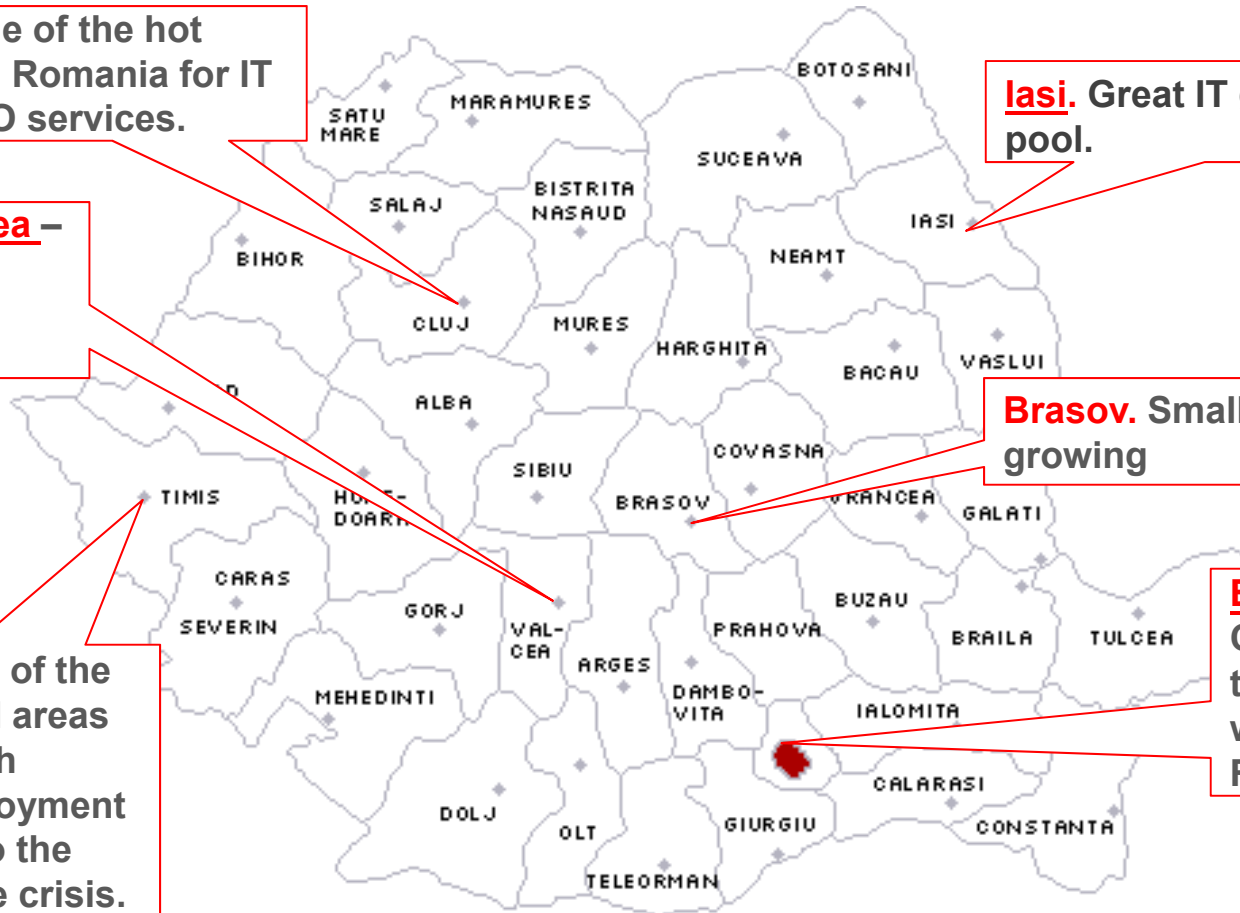 e of the hot
Romania for IT
O services.
BOTOSANI
Iasi. Great IT
pool.
SATU
MARE
MARAMURES
SUCEAVA
BISTRITA
NASAUD
SALAJ
IASI
ea –
BIHOR
NEAMT
CLUJ
MURES
HARGHITA
BACAU
VASLUI
D
ALBA
Brasov. Small
growing
COVASNA
SIBIU
BRASOV
TIMIS
DOARA
VRANCEA
GALATI
CARAS
SEVERIN
GORJ
VAL-
CEA
ARGES
PRAHOVA
BUZAU
BRAILA
TULCEA
of the
areas
h
oyment
o the
e crisis.
MEHEDINTI
DAMBO-
VITA
IALOMITA
CALARASI
DOLJ
OLT
GIURGIU
CONSTANTA
TELEORMAN